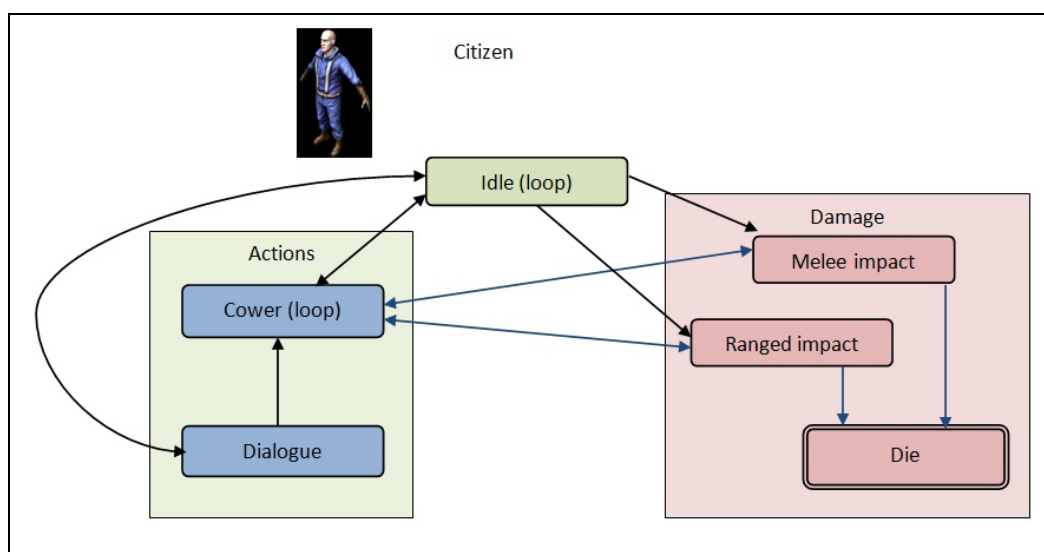 Citizen
Idle (loop)
Actions
Cower (loop)
Dialogue
Damage
Melee impact
Ranged impact
Die